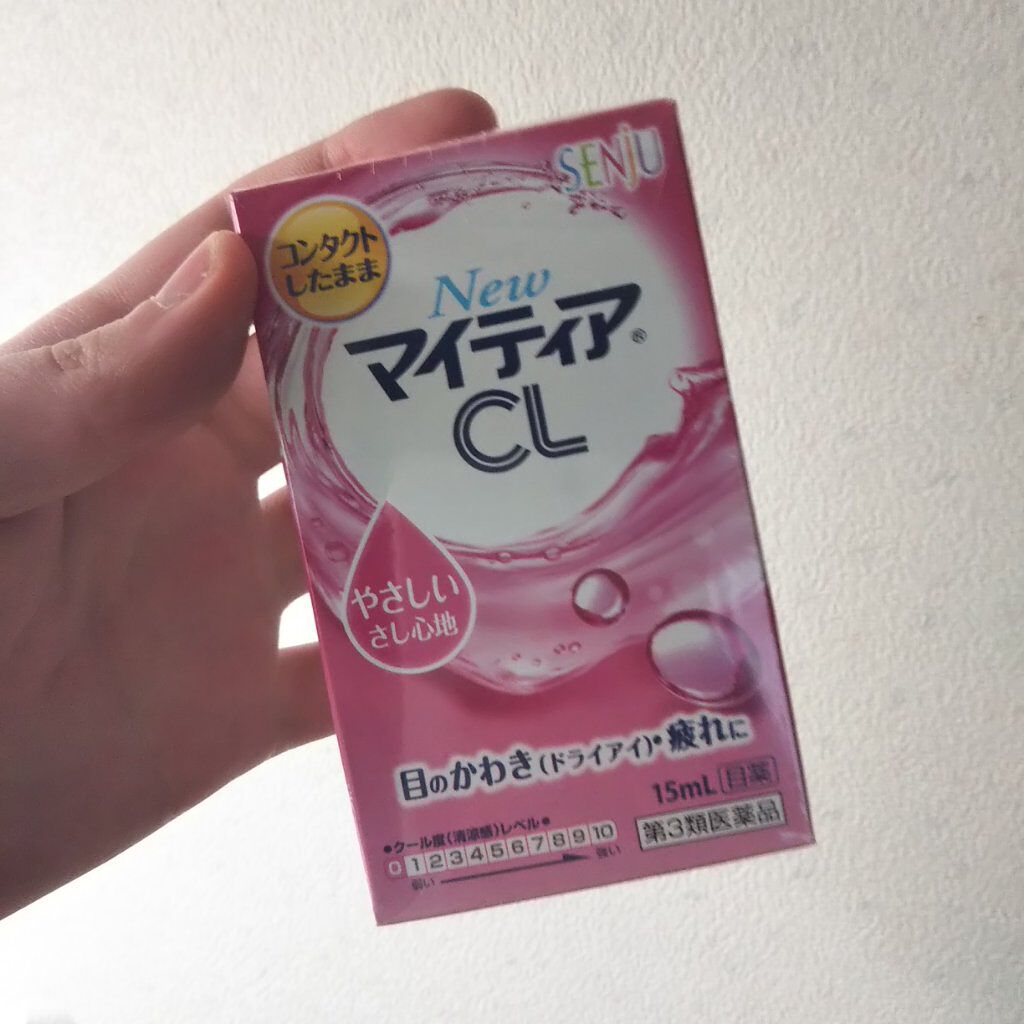 SENJU
コンタクト
したまま
New
マイティア®
CL
やさしい
さし心地
目のかわき(ドライアイ)・疲れに
15mL 目薬
第3類医薬品
●クール度(清涼感)レベル●
0 1 2 3 4 5 6 7 8 9 10
弱い 強い